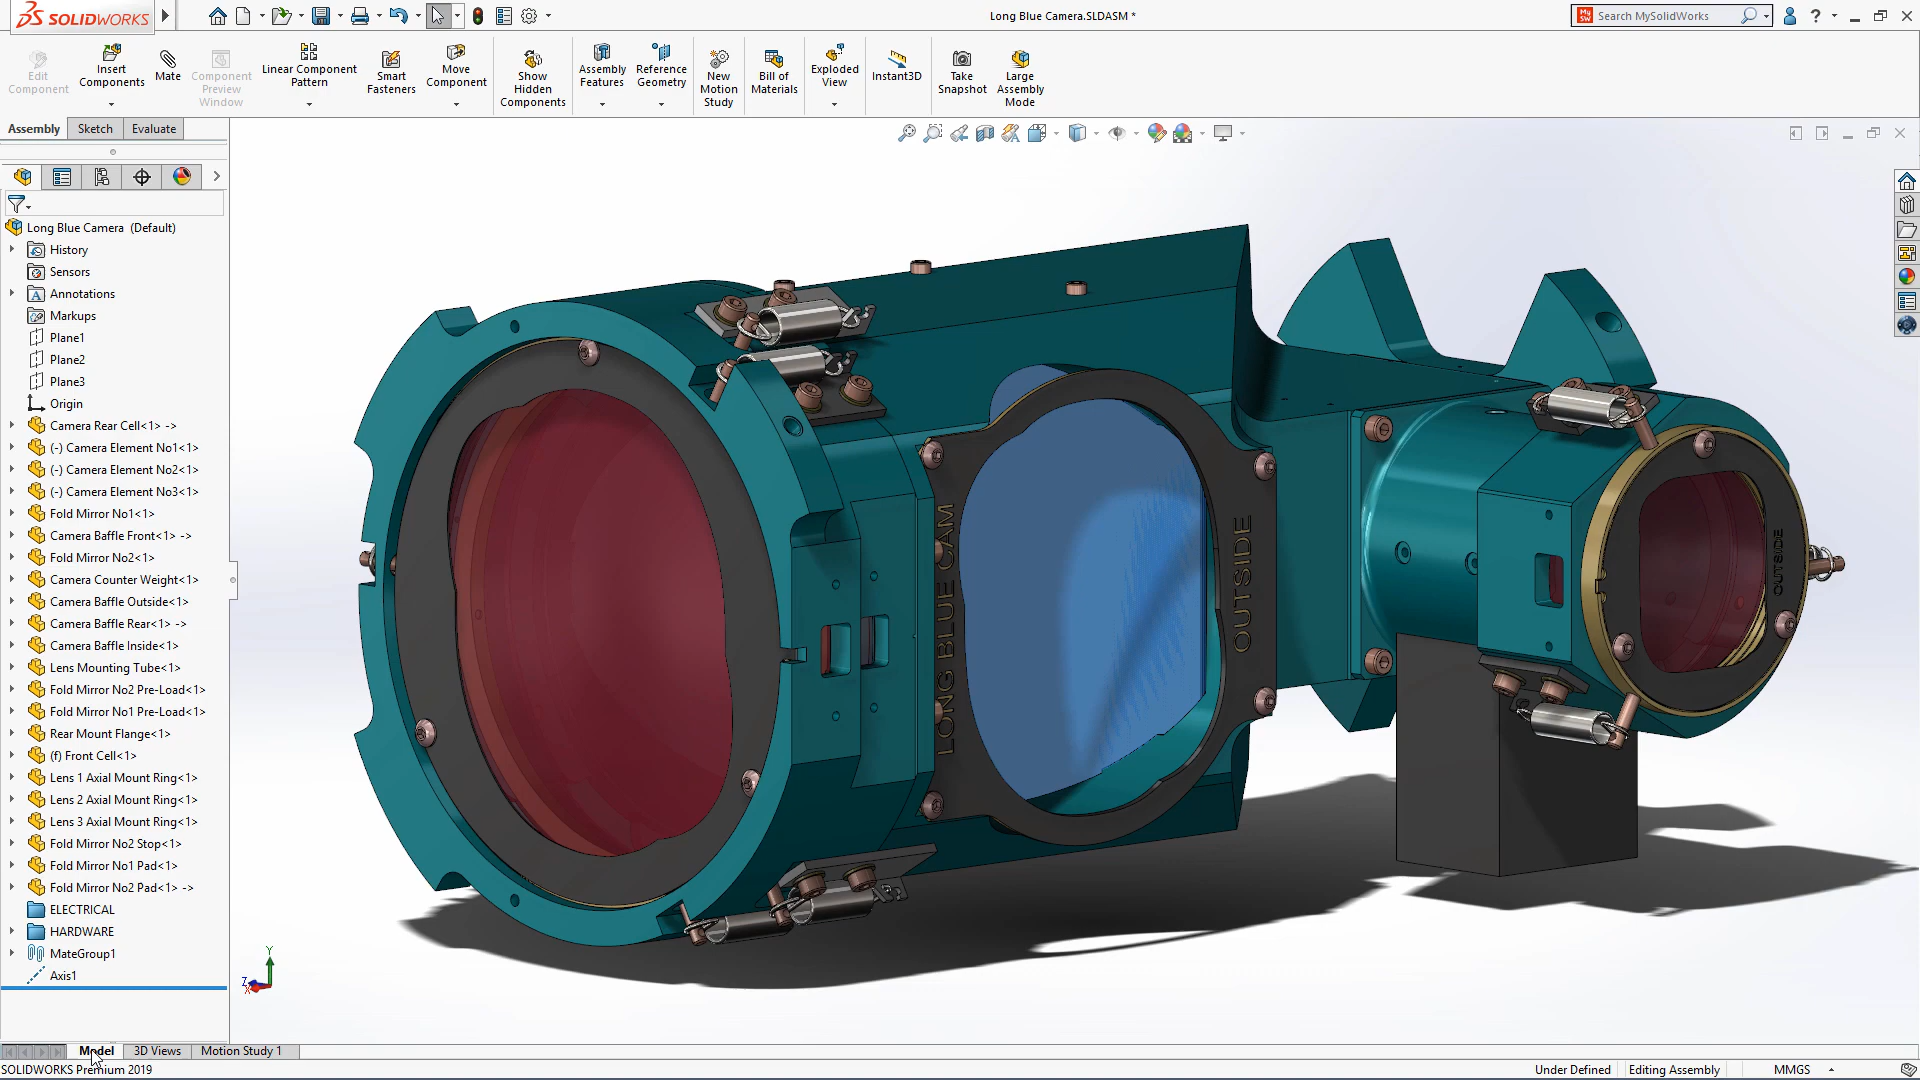 SOLIDWORKS
Long Blue Camera.SLDASM *
Search MySolidWorks
Edit Component
Insert Components
Mate
Component Preview Window
Linear Component Pattern
Smart Fasteners
Move Component
Show Hidden Components
Assembly Features
Reference Geometry
New Motion Study
Bill of Materials
Exploded View
Instant3D
Take Snapshot
Large Assembly Mode
Assembly
Sketch
Evaluate
Long Blue Camera (Default)
History
Sensors
Annotations
Markups
Plane1
Plane2
Plane3
Origin
Camera Rear Cell<1> ->
(-) Camera Element No1<1>
(-) Camera Element No2<1>
(-) Camera Element No3<1>
Fold Mirror No1<1>
Camera Baffle Front<1> ->
Fold Mirror No2<1>
Camera Counter Weight<1>
Camera Baffle Outside<1>
Camera Baffle Rear<1> ->
Camera Baffle Inside<1>
Lens Mounting Tube<1>
Fold Mirror No2 Pre-Load<1>
Fold Mirror No1 Pre-Load<1>
Rear Mount Flange<1>
(f) Front Cell<1>
Lens 1 Axial Mount Ring<1>
Lens 2 Axial Mount Ring<1>
Lens 3 Axial Mount Ring<1>
Fold Mirror No2 Stop<1>
Fold Mirror No1 Pad<1>
Fold Mirror No2 Pad<1> ->
ELECTRICAL
HARDWARE
MateGroup1
Axis1
LONG BLUE CAM
OUTSIDE
OUTSIDE
Y
Z
X
Model
3D Views
Motion Study 1
SOLIDWORKS Premium 2019
Under Defined
Editing Assembly
MMGS